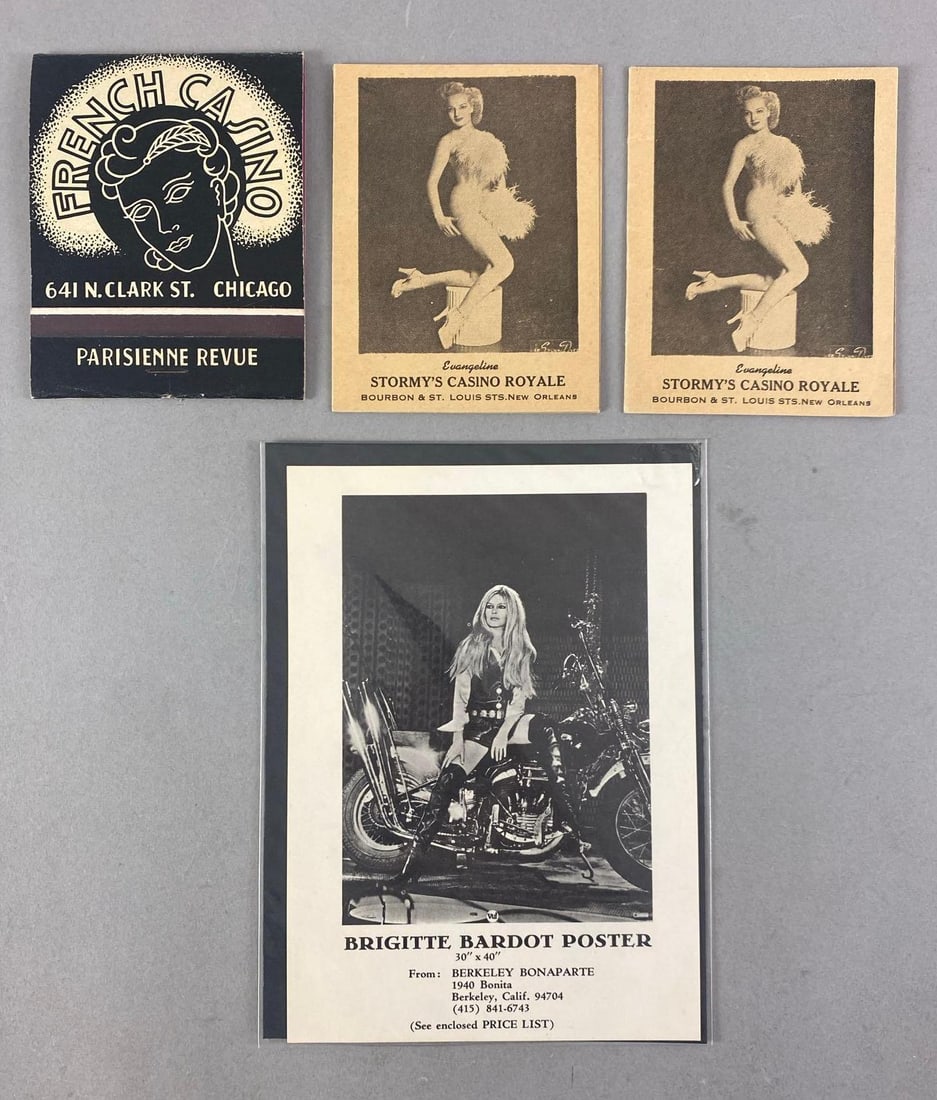 FRENCH CASINO
641 N. CLARK ST. CHICAGO
PARISIENNE REVUE
Evangeline
STORMY'S CASINO ROYALE
BOURBON & ST. LOUIS STS. NEW ORLEANS
Evangeline
STORMY'S CASINO ROYALE
BOURBON & ST. LOUIS STS. NEW ORLEANS
BRIGITTE BARDOT POSTER
30" x 40"
From: BERKELEY BONAPARTE
1940 Bonita
Berkeley, Calif. 94704
(415) 841-6743
(See enclosed PRICE LIST)